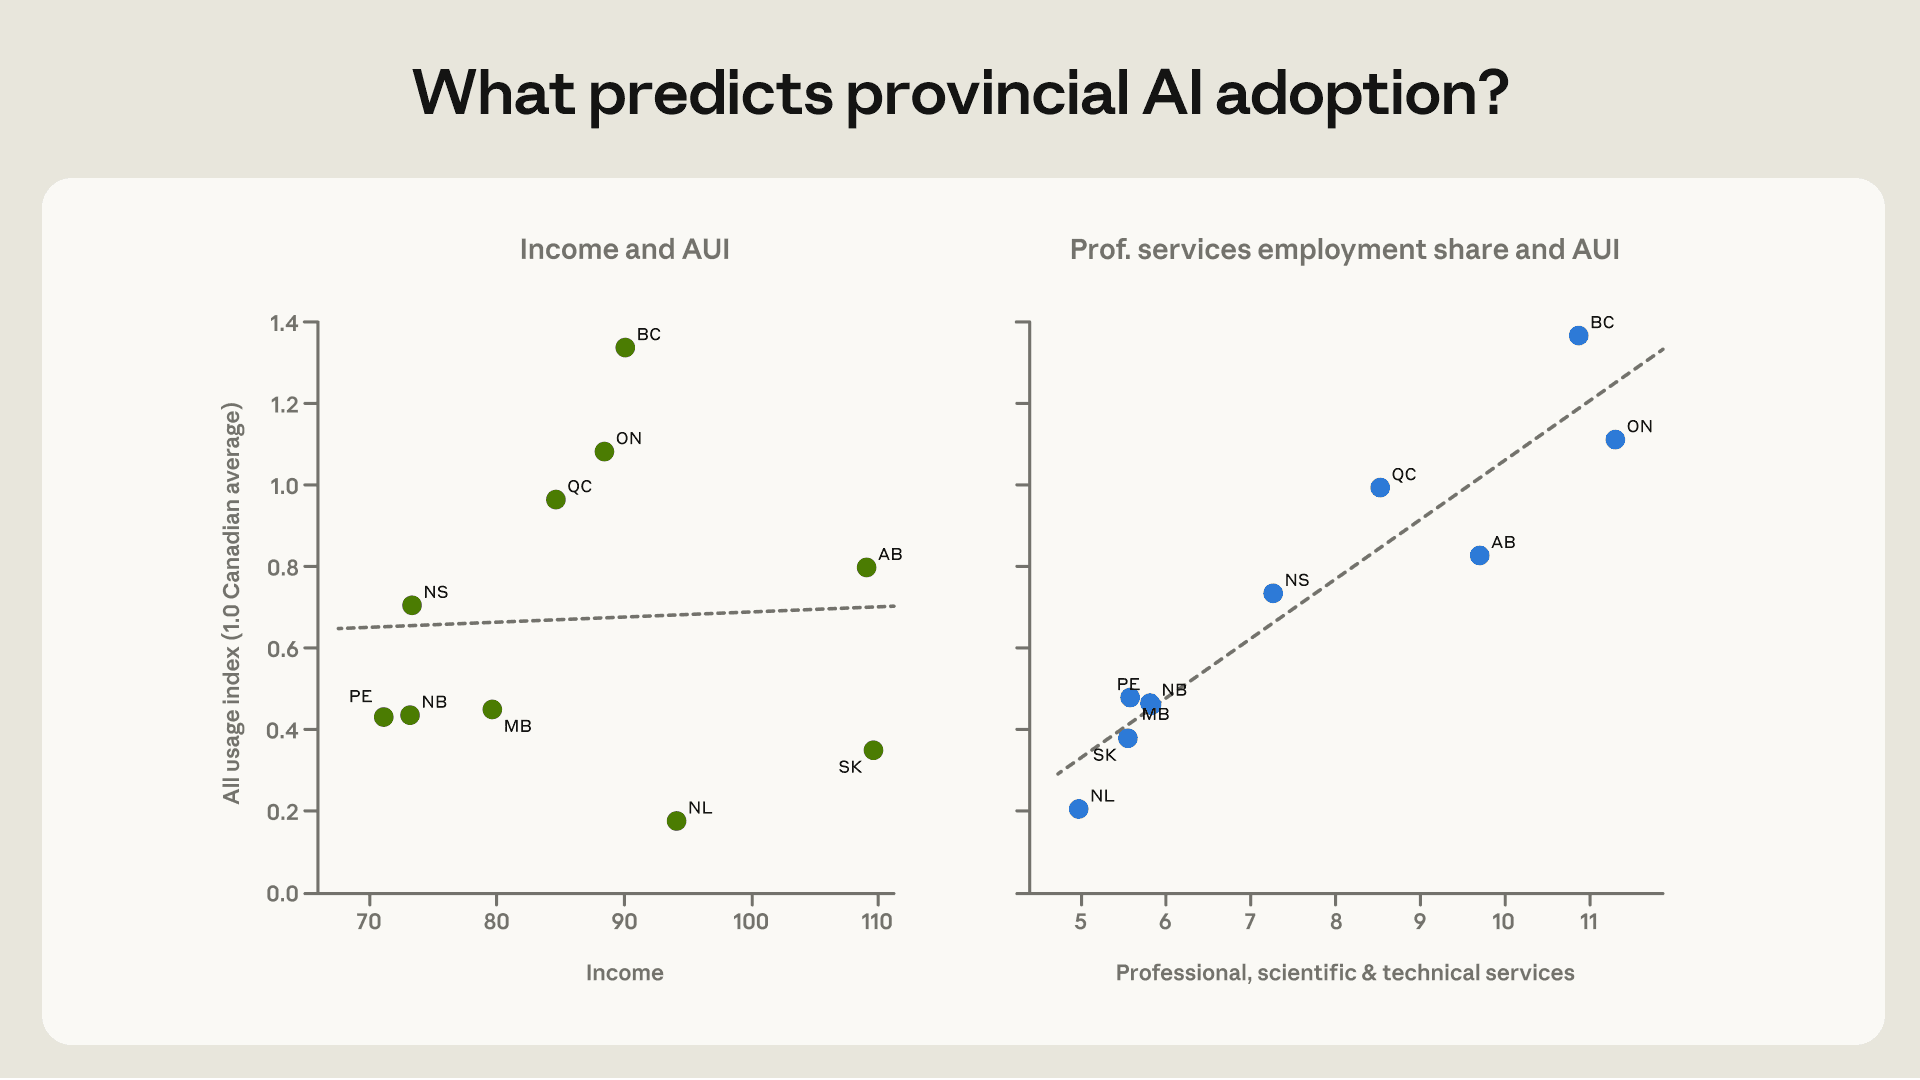 What predicts provincial AI adoption?
Income and AUI
All usage index (1.0 Canadian average)
1.4
1.2
1.0
0.8
0.6
0.4
0.2
0.0
BC
ON
QC
AB
NS
PE
NB
MB
SK
NL
70 80 90 100 110
Income
Prof. services employment share and AUI
BC
ON
QC
AB
NS
PE
NB
MB
SK
NL
5 6 7 8 9 10 11
Professional, scientific & technical services